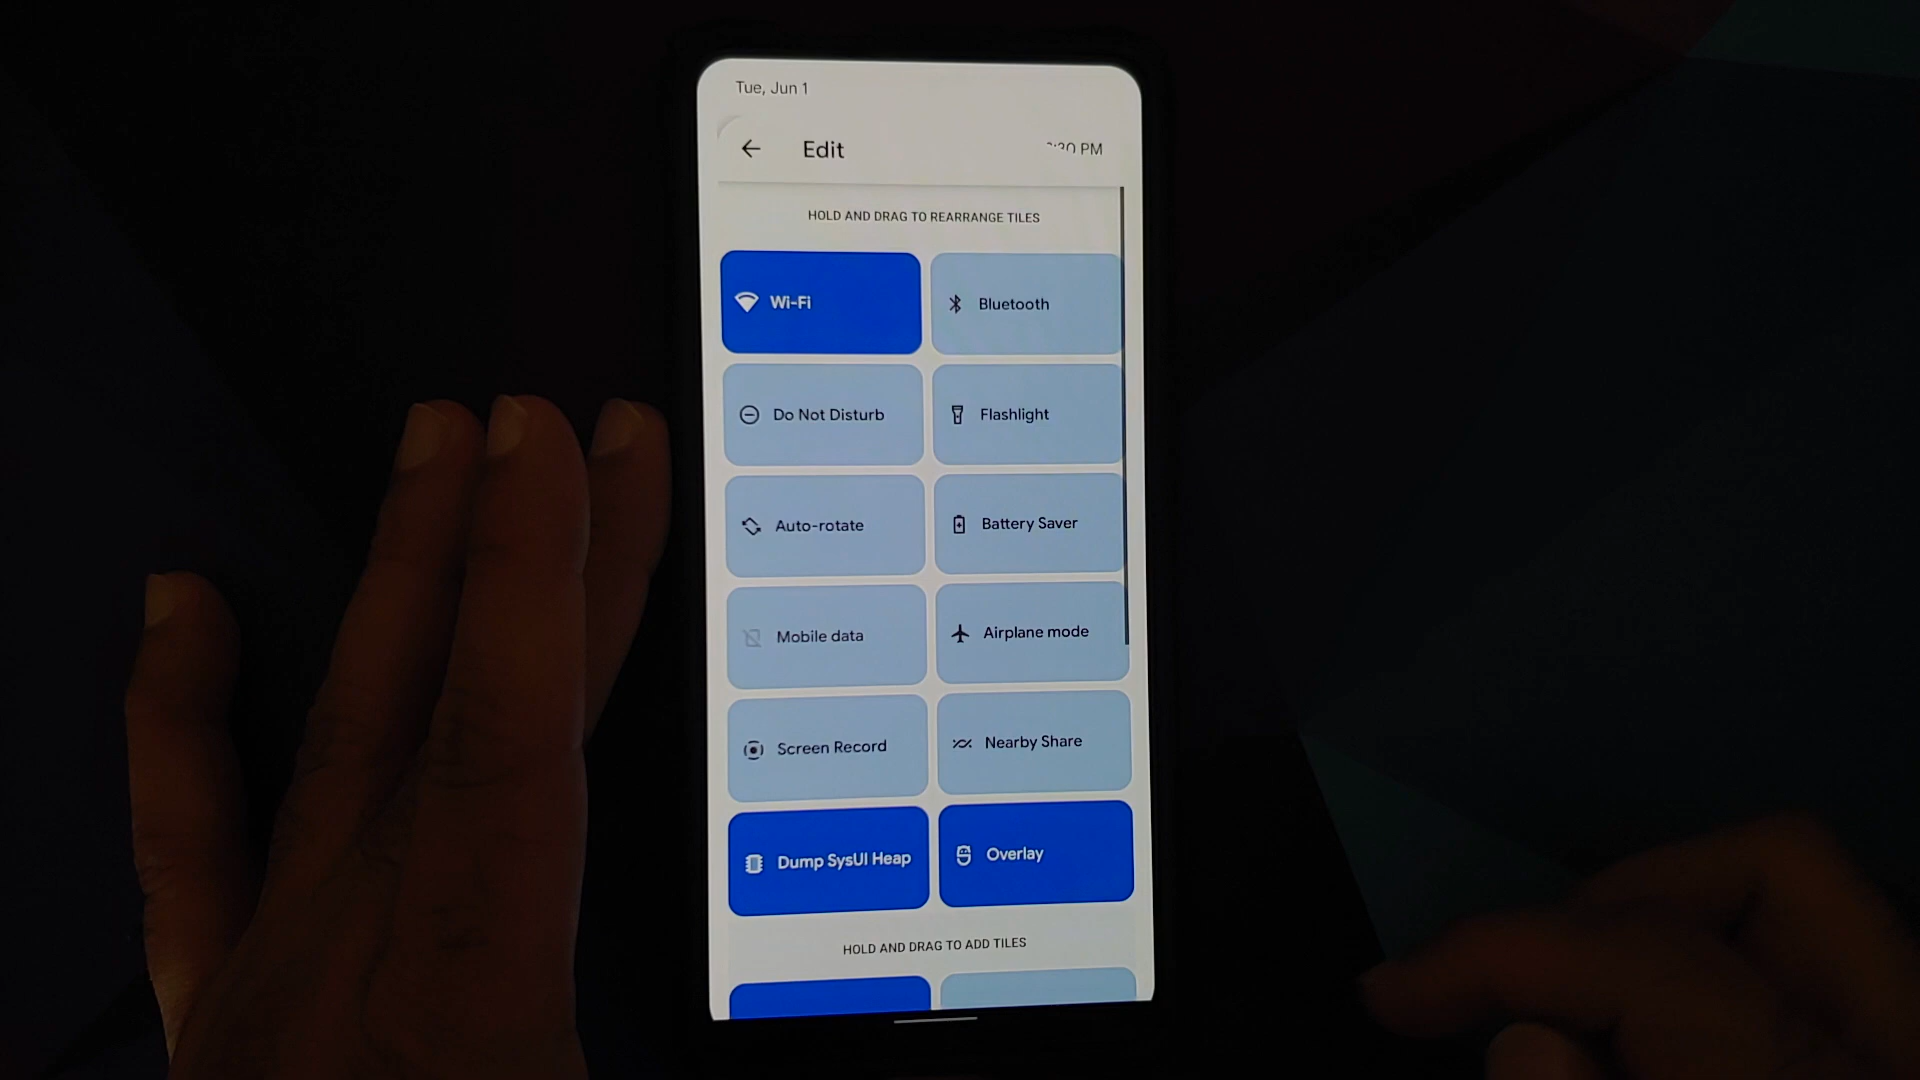 Tue, Jun 1
Edit
PM
HOLD AND DRAG TO REARRANGE TILES
Wi-Fi
Bluetooth
Do Not Disturb
Flashlight
Auto-rotate
Battery Saver
Mobile data
Airplane mode
Screen Record
Nearby Share
Dump SysUI Heap
Overlay
HOLD AND DRAG TO ADD TILES